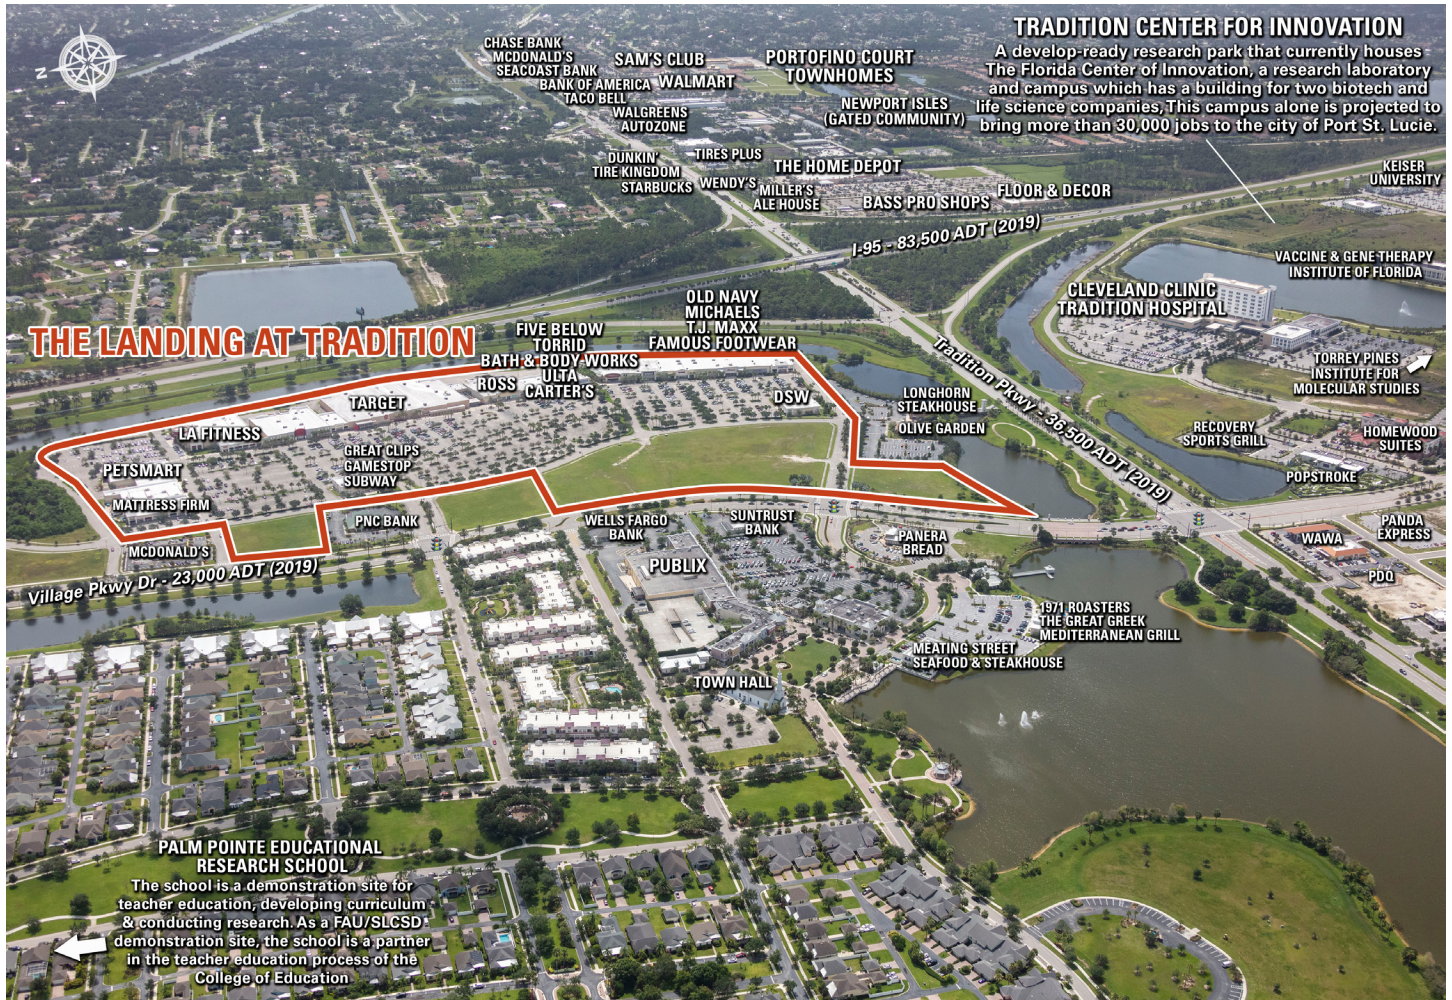 N
CHASE BANK
MCDONALD'S
SEACOAST BANK
BANK OF AMERICA
TACO BELL
SAM'S CLUB
WALMART
WALGREENS
AUTOZONE
PORTOFINO COURT
TOWNHOMES
NEWPORT ISLES
(GATED COMMUNITY)
TRADITION CENTER FOR INNOVATION
A develop-ready research park that currently houses
The Florida Center of Innovation, a research laboratory
and campus which has a building for two biotech and
life science companies. This campus alone is projected to
bring more than 30,000 jobs to the city of Port St. Lucie.
DUNKIN'
TIRE KINGDOM
STARBUCKS
TIRES PLUS
WENDY'S
THE HOME DEPOT
MILLER'S
ALE HOUSE
BASS PRO SHOPS
FLOOR & DECOR
KEISER
UNIVERSITY
I-95 - 83,500 ADT (2019)
VACCINE & GENE THERAPY
INSTITUTE OF FLORIDA
CLEVELAND CLINIC
TRADITION HOSPITAL
TORREY PINES
INSTITUTE FOR
MOLECULAR STUDIES
THE LANDING AT TRADITION
FIVE BELOW
TORRID
BATH & BODY WORKS
ULTA
CARTER'S
ROSS
OLD NAVY
MICHAELS
T.J. MAXX
FAMOUS FOOTWEAR
Tradition Pkwy - 36,500 ADT (2019)
TARGET
DSW
LONGHORN
STEAKHOUSE
OLIVE GARDEN
LA FITNESS
PETSMART
MATTRESS FIRM
GREAT CLIPS
GAMESTOP
SUBWAY
RECOVERY
SPORTS GRILL
HOMEWOOD
SUITES
POPSTROKE
MCDONALD'S
PNC BANK
WELLS FARGO
BANK
SUNTRUST
BANK
PANERA
BREAD
WAWA
PANDA
EXPRESS
PDQ
Village Pkwy Dr - 23,000 ADT (2019)
PUBLIX
1971 ROASTERS
THE GREAT GREEK
MEDITERRANEAN GRILL
MEATING STREET
SEAFOOD & STEAKHOUSE
TOWN HALL
PALM POINTE EDUCATIONAL
RESEARCH SCHOOL
The school is a demonstration site for
teacher education, developing curriculum
& conducting research. As a FAU/SLCSD
demonstration site, the school is a partner
in the teacher education process of the
College of Education